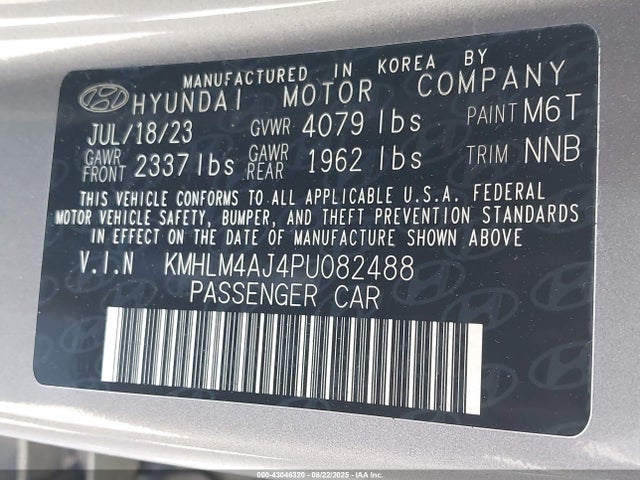 MANUFACTURED IN KOREA BY
HYUNDAI MOTOR COMPANY
JUL/18/23 GVWR 4079 lbs PAINT M6T
GAWR FRONT 2337 lbs GAWR REAR 1962 lbs TRIM NNB
THIS VEHICLE CONFORMS TO ALL APPLICABLE U.S.A. FEDERAL
MOTOR VEHICLE SAFETY, BUMPER, AND THEFT PREVENTION STANDARDS
IN EFFECT ON THE DATE OF MANUFACTURE SHOWN ABOVE
V.I.N KMHLM4AJ4PU082488
PASSENGER CAR
000-43046320 - 08/22/2025 - IAA Inc.